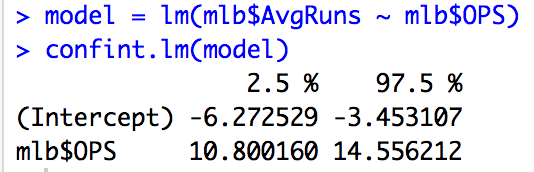 > model = lm(mlb$AvgRuns ~ mlb$OPS)
> confint.lm(model)
2.5 % 97.5 %
(Intercept) -6.272529 -3.453107
mlb$OPS 10.800160 14.556212